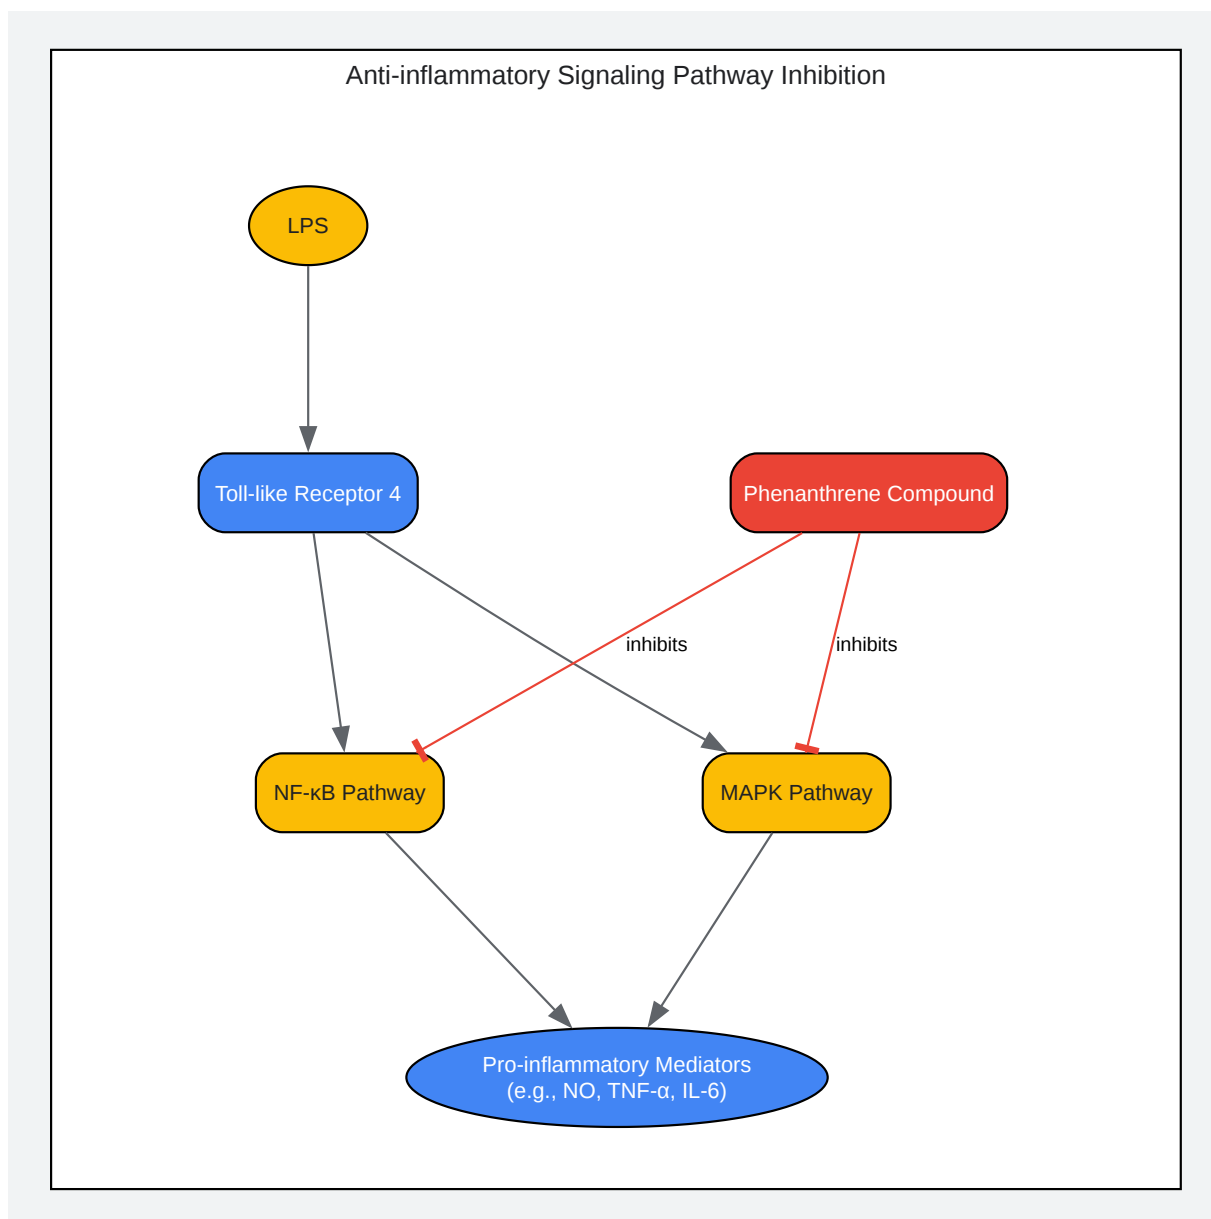 Anti-inflammatory Signaling Pathway Inhibition
LPS
Toll-like Receptor 4
Phenanthrene Compound
inhibits
inhibits
NF-κB Pathway
MAPK Pathway
Pro-inflammatory Mediators
(e.g., NO, TNF-α, IL-6)